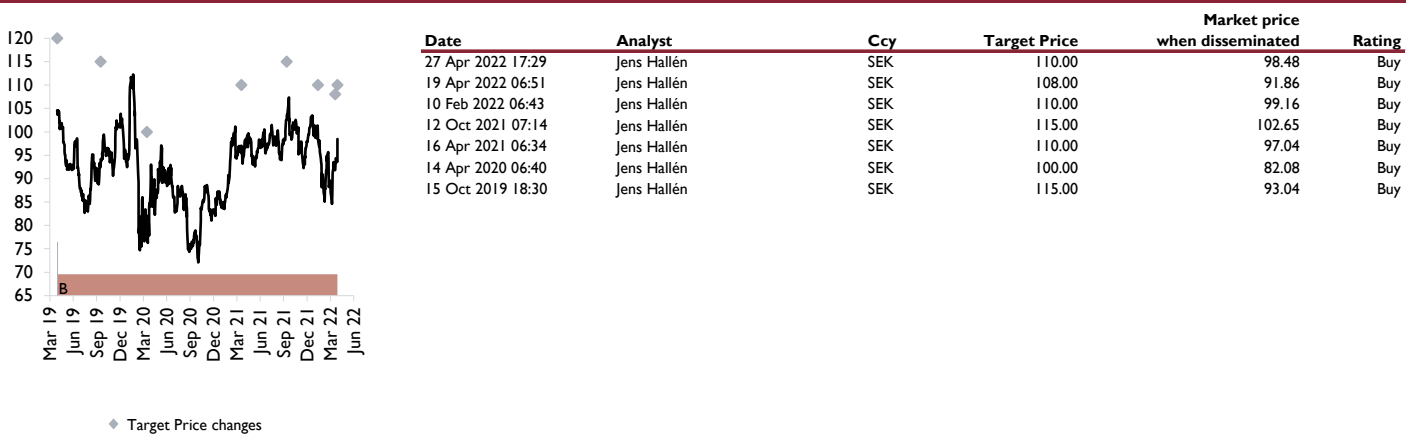 120
115
110
105
100
95
90
85
80
75
70
65
B
Mar 19
Jun 19
Sep 19
Dec 19
Mar 20
Jun 20
Sep 20
Dec 20
Mar 21
Jun 21
Sep 21
Dec 21
Mar 22
Jun 22
Target Price changes
Market price
Date Analyst Ccy Target Price when disseminated Rating
27 Apr 2022 17:29 Jens Hallén SEK 110.00 98.48 Buy
19 Apr 2022 06:51 Jens Hallén SEK 108.00 91.86 Buy
10 Feb 2022 06:43 Jens Hallén SEK 110.00 99.16 Buy
12 Oct 2021 07:14 Jens Hallén SEK 115.00 102.65 Buy
16 Apr 2021 06:34 Jens Hallén SEK 110.00 97.04 Buy
14 Apr 2020 06:40 Jens Hallén SEK 100.00 82.08 Buy
15 Oct 2019 18:30 Jens Hallén SEK 115.00 93.04 Buy